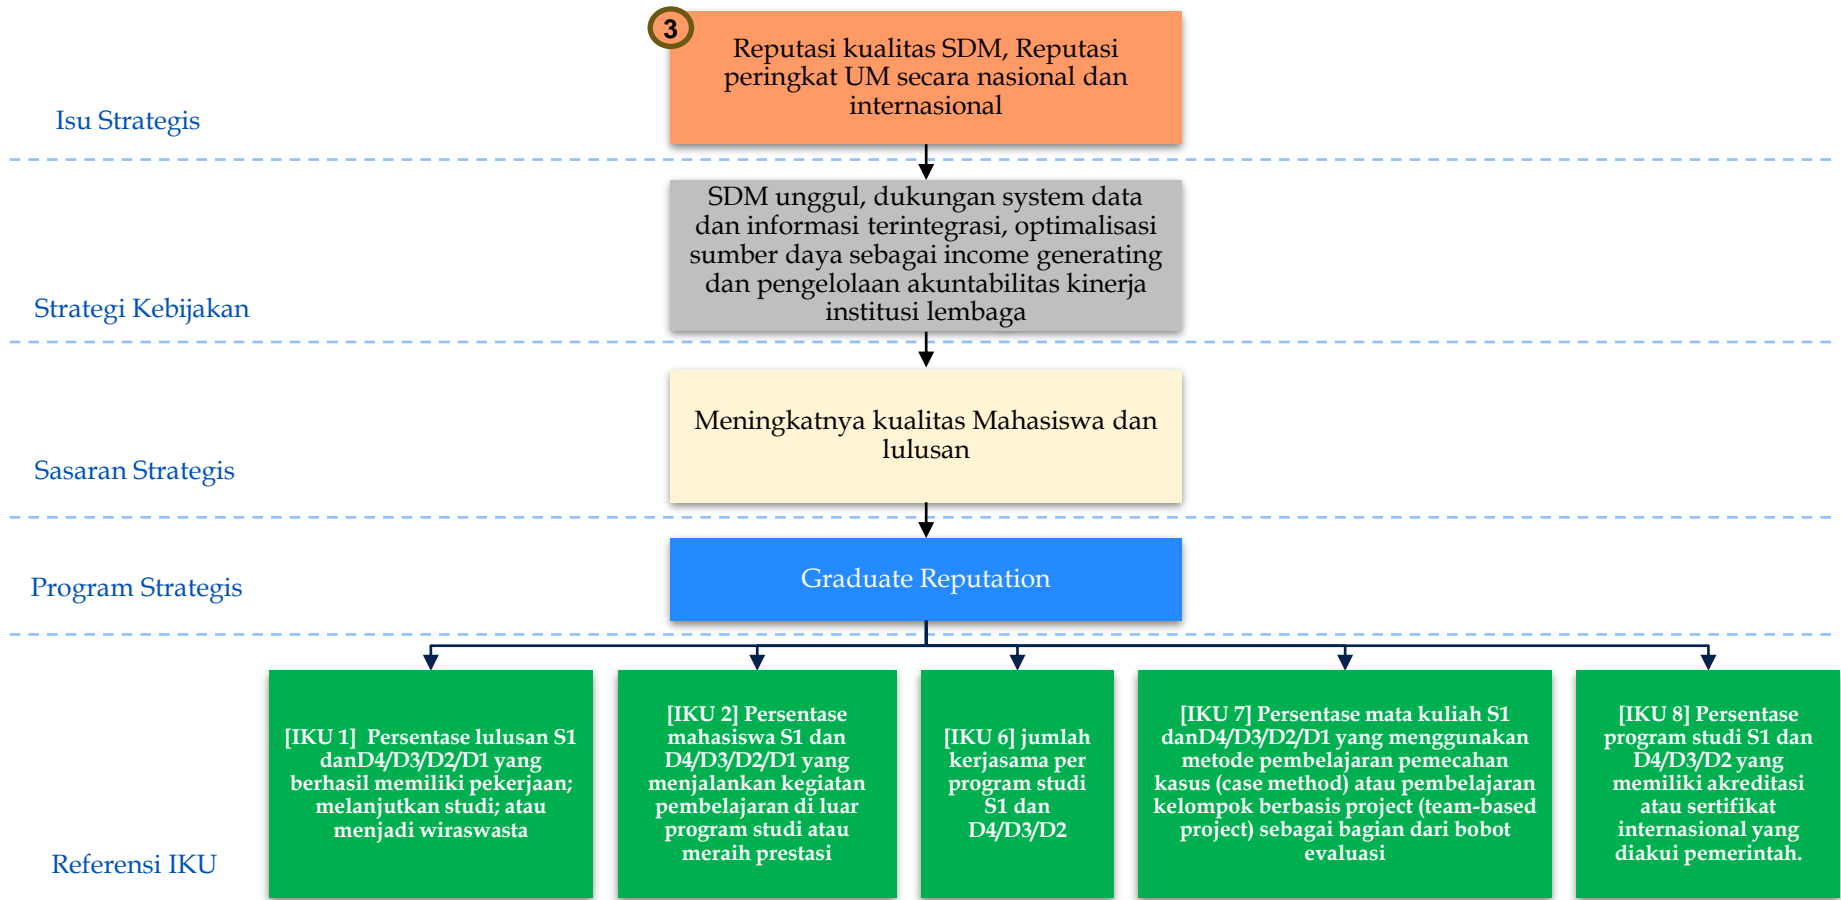 3
Reputasi kualitas SDM, Reputasi
peringkat UM secara nasional dan
internasional
Isu Strategis
SDM unggul, dukungan system data
dan informasi terintegrasi, optimalisasi
sumber daya sebagai income generating
dan pengelolaan akuntabilitas kinerja
institusi lembaga
Strategi Kebijakan
Meningkatnya kualitas Mahasiswa dan
lulusan
Sasaran Strategis
Graduate Reputation
Program Strategis
[IKU 1]  Persentase lulusan S1
danD4/D3/D2/D1 yang
berhasil memiliki pekerjaan;
melanjutkan studi; atau
menjadi wiraswasta
[IKU 2] Persentase
mahasiswa S1 dan
D4/D3/D2/D1 yang
menjalankan kegiatan
pembelajaran di luar
program studi atau
meraih prestasi
[IKU 6] jumlah
kerjasama per
program studi
S1 dan
D4/D3/D2
[IKU 7] Persentase mata kuliah S1
danD4/D3/D2/D1 yang menggunakan
metode pembelajaran pemecahan
kasus (case method) atau pembelajaran
kelompok berbasis project (team-based
project) sebagai bagian dari bobot
evaluasi
[IKU 8] Persentase
program studi S1 dan
D4/D3/D2 yang
memiliki akreditasi
atau sertifikat
internasional yang
diakui pemerintah.
Referensi IKU